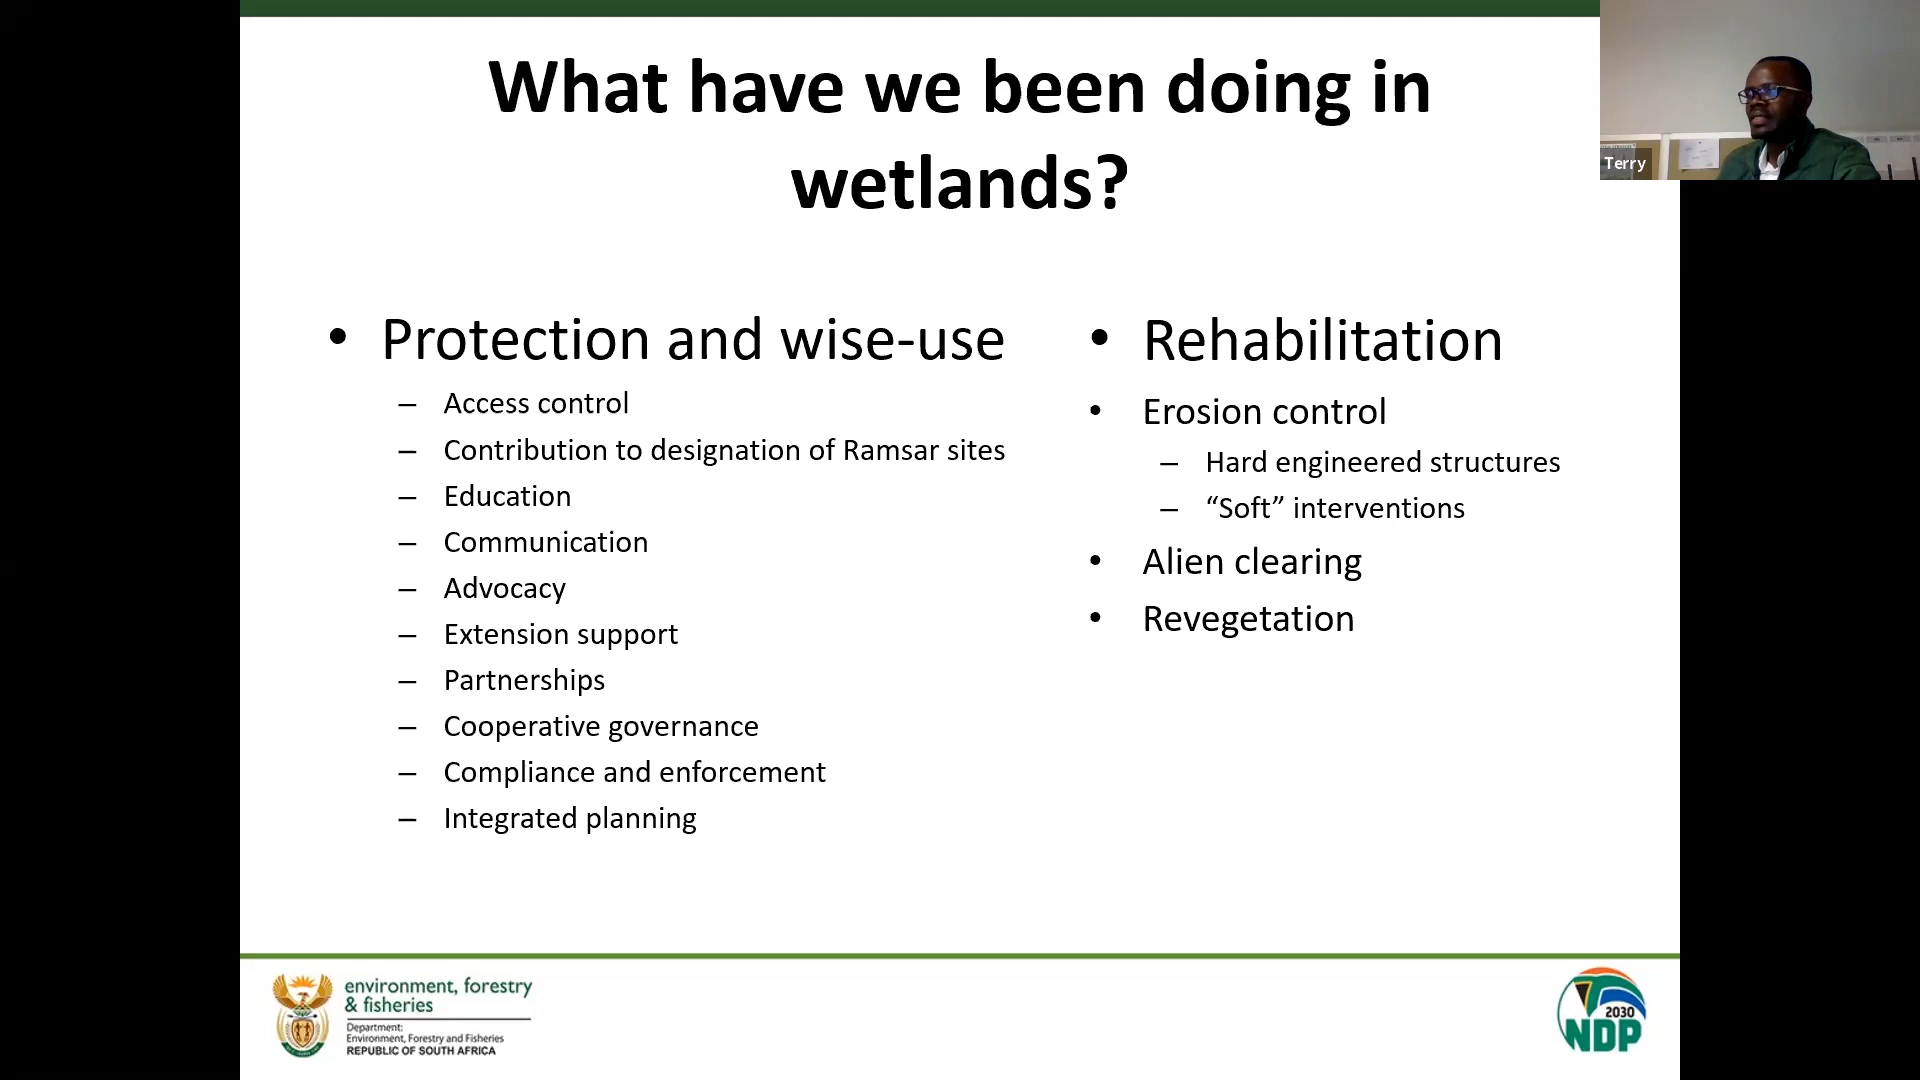 What have we been doing in
wetlands?
• Protection and wise-use
– Access control
– Contribution to designation of Ramsar sites
– Education
– Communication
– Advocacy
– Extension support
– Partnerships
– Cooperative governance
– Compliance and enforcement
– Integrated planning
• Rehabilitation
• Erosion control
– Hard engineered structures
– “Soft” interventions
• Alien clearing
• Revegetation
Terry
environment, forestry
& fisheries
Department:
Environment, Forestry and Fisheries
REPUBLIC OF SOUTH AFRICA
2030
NDP